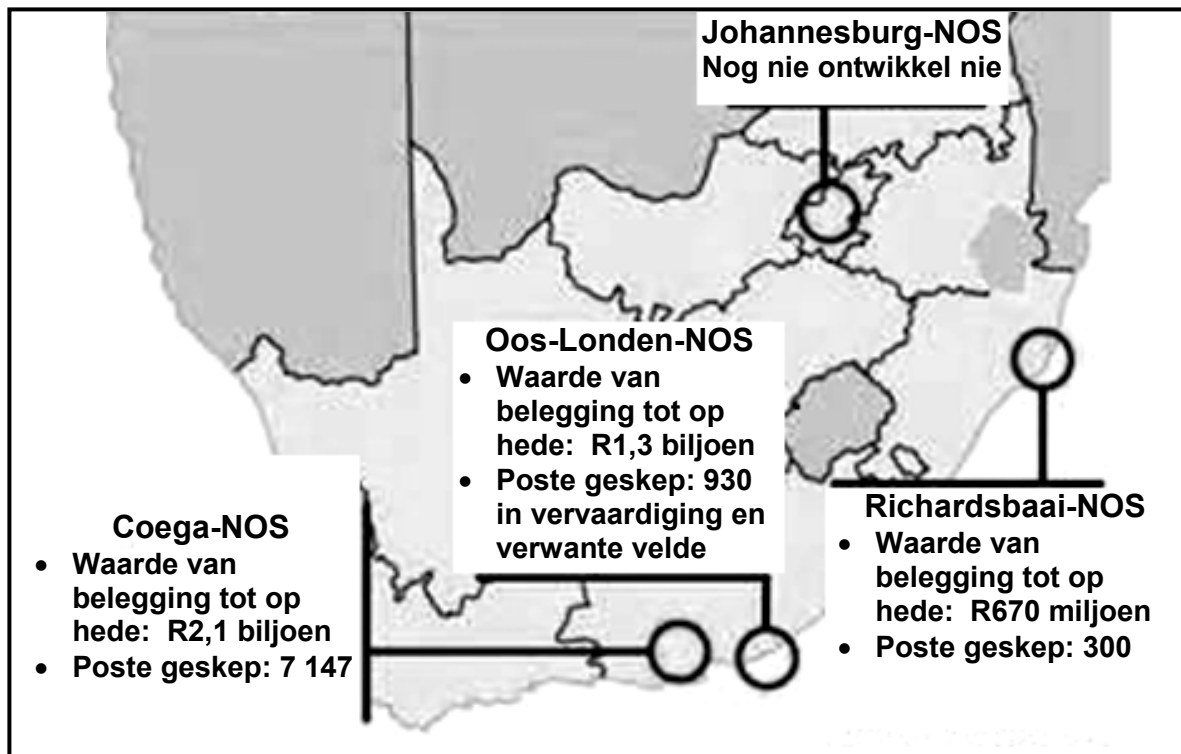 Johannesburg-NOS
Nog nie ontwikkel nie
Oos-Londen-NOS
• Waarde van
belegging tot op
hede: R1,3 biljoen
• Poste geskep: 930
in vervaardiging en
verwante velde
Coega-NOS
• Waarde van
belegging tot op
hede: R2,1 biljoen
• Poste geskep: 7 147
Richardsbaai-NOS
• Waarde van
belegging tot op
hede: R670 miljoen
• Poste geskep: 300